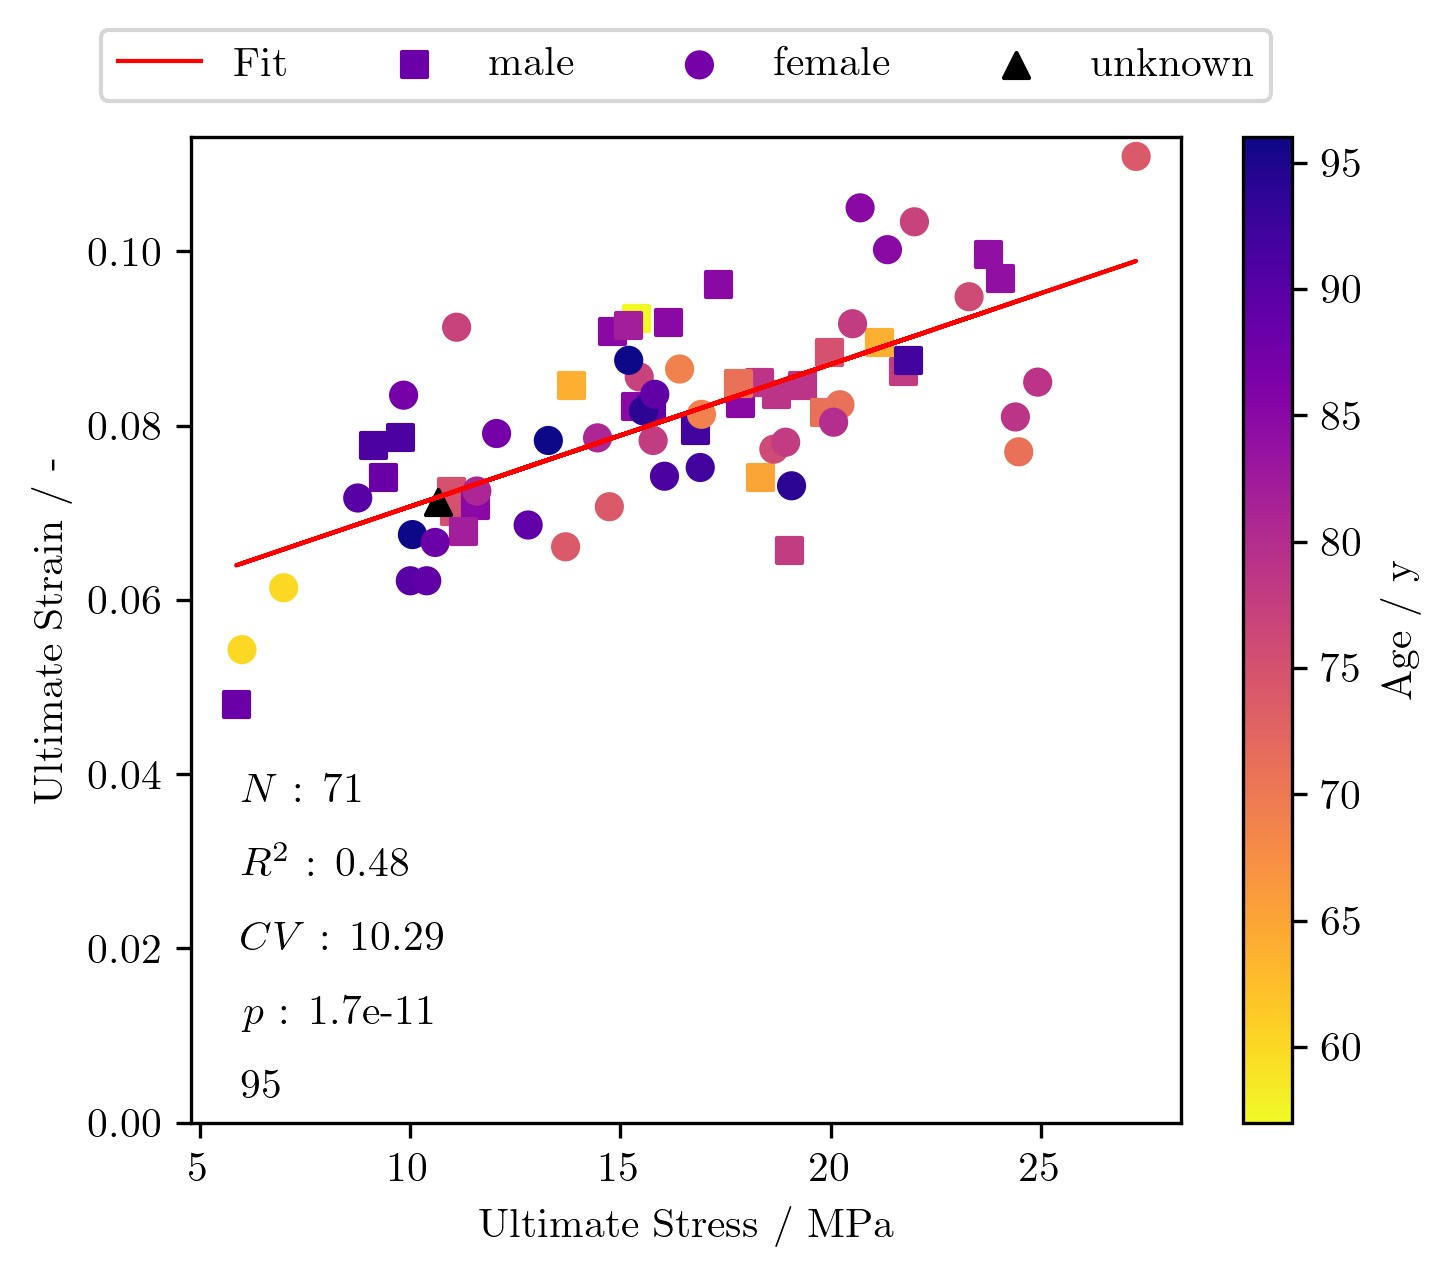 Fit male female unknown
0.10
0.08
0.06
0.04
0.02
0.00
Ultimate Strain / -
N : 71
R² : 0.48
CV : 10.29
p : 1.7e-11
95
5 10 15 20 25
Ultimate Stress / MPa
95
90
85
80
75
70
65
60
Age / y